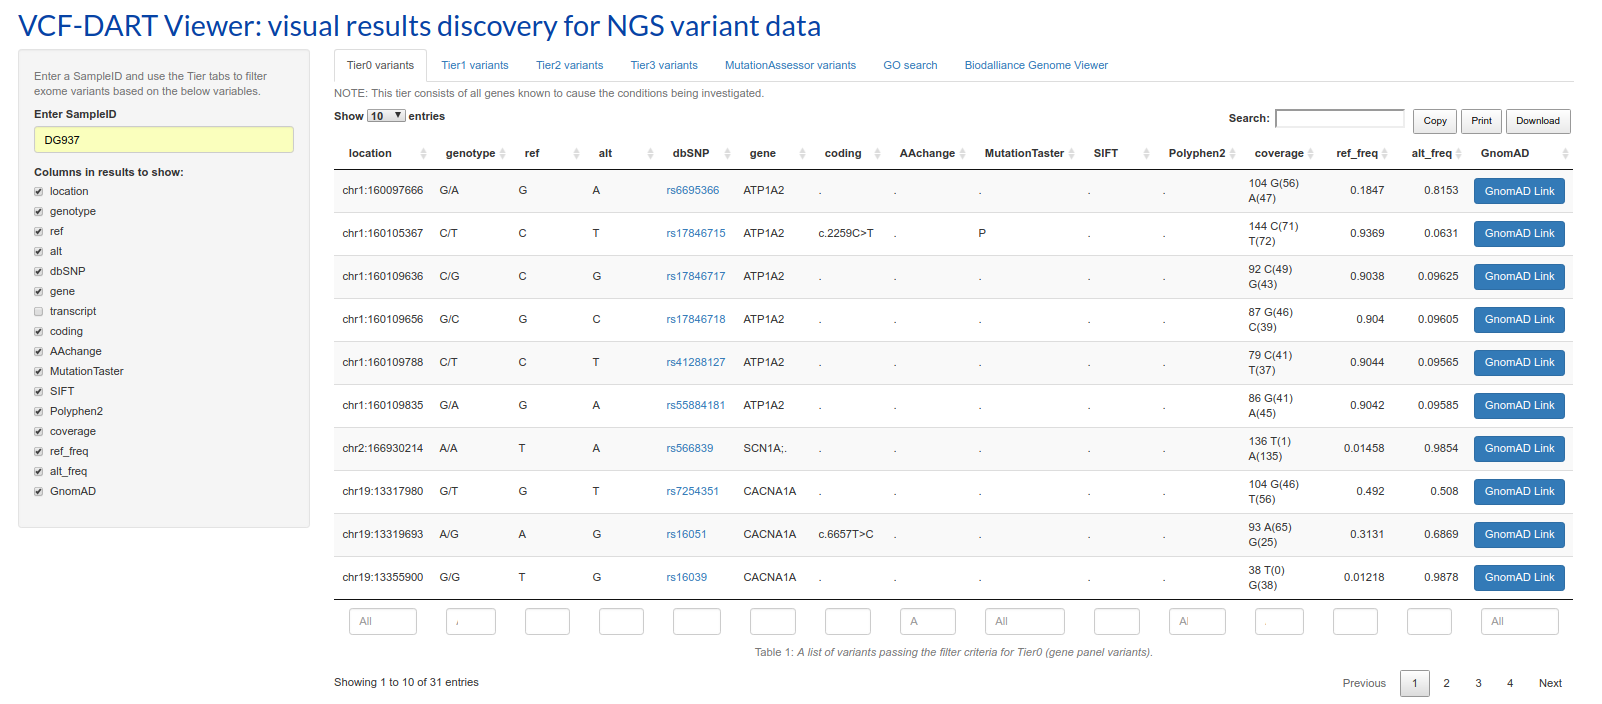 VCF-DART Viewer: visual results discovery for NGS variant data
Enter a SampleID and use the Tier tabs to filter
exome variants based on the below variables.
Enter SampleID
DG937
Columns in results to show:
location
genotype
ref
alt
dbSNP
gene
transcript
coding
AAchange
MutationTaster
SIFT
Polyphen2
coverage
ref_freq
alt_freq
GnomAD
Tier0 variants Tier1 variants Tier2 variants Tier3 variants MutationAssessor variants GO search Biodalliance Genome Viewer
NOTE: This tier consists of all genes known to cause the conditions being investigated.
Show 10 entries Search: Copy Print Download
location genotype ref alt dbSNP gene coding AAchange MutationTaster SIFT Polyphen2 coverage ref_freq alt_freq GnomAD
chr1:160097666 G/A G A rs6695366 ATP1A2 . . . . . 104 G(56) 0.1847 0.8153 GnomAD Link
A(47)
chr1:160105367 C/T C T rs17846715 ATP1A2 c.2259C>T . P . . 144 C(71) 0.9369 0.0631 GnomAD Link
T(72)
chr1:160109636 C/G C G rs17846717 ATP1A2 . . . . . 92 C(49) 0.9038 0.09625 GnomAD Link
G(43)
chr1:160109656 G/C G C rs17846718 ATP1A2 . . . . . 87 G(46) 0.904 0.09605 GnomAD Link
C(39)
chr1:160109788 C/T C T rs41288127 ATP1A2 . . . . . 79 C(41) 0.9044 0.09565 GnomAD Link
T(37)
chr1:160109835 G/A G A rs55884181 ATP1A2 . . . . . 86 G(41) 0.9042 0.09585 GnomAD Link
A(45)
chr2:166930214 A/A T A rs566839 SCN1A;. . . . . . 136 T(1) 0.01458 0.9854 GnomAD Link
A(135)
chr19:13317980 G/T G T rs7254351 CACNA1A . . . . . 104 G(46) 0.492 0.508 GnomAD Link
T(56)
chr19:13319693 A/G A G rs16051 CACNA1A c.6657T>C . . . . 93 A(65) 0.3131 0.6869 GnomAD Link
G(25)
chr19:13355900 G/G T G rs16039 CACNA1A . . . . . 38 T(0) 0.01218 0.9878 GnomAD Link
G(38)
All A All All
Table 1: A list of variants passing the filter criteria for Tier0 (gene panel variants).
Showing 1 to 10 of 31 entries Previous 1 2 3 4 Next